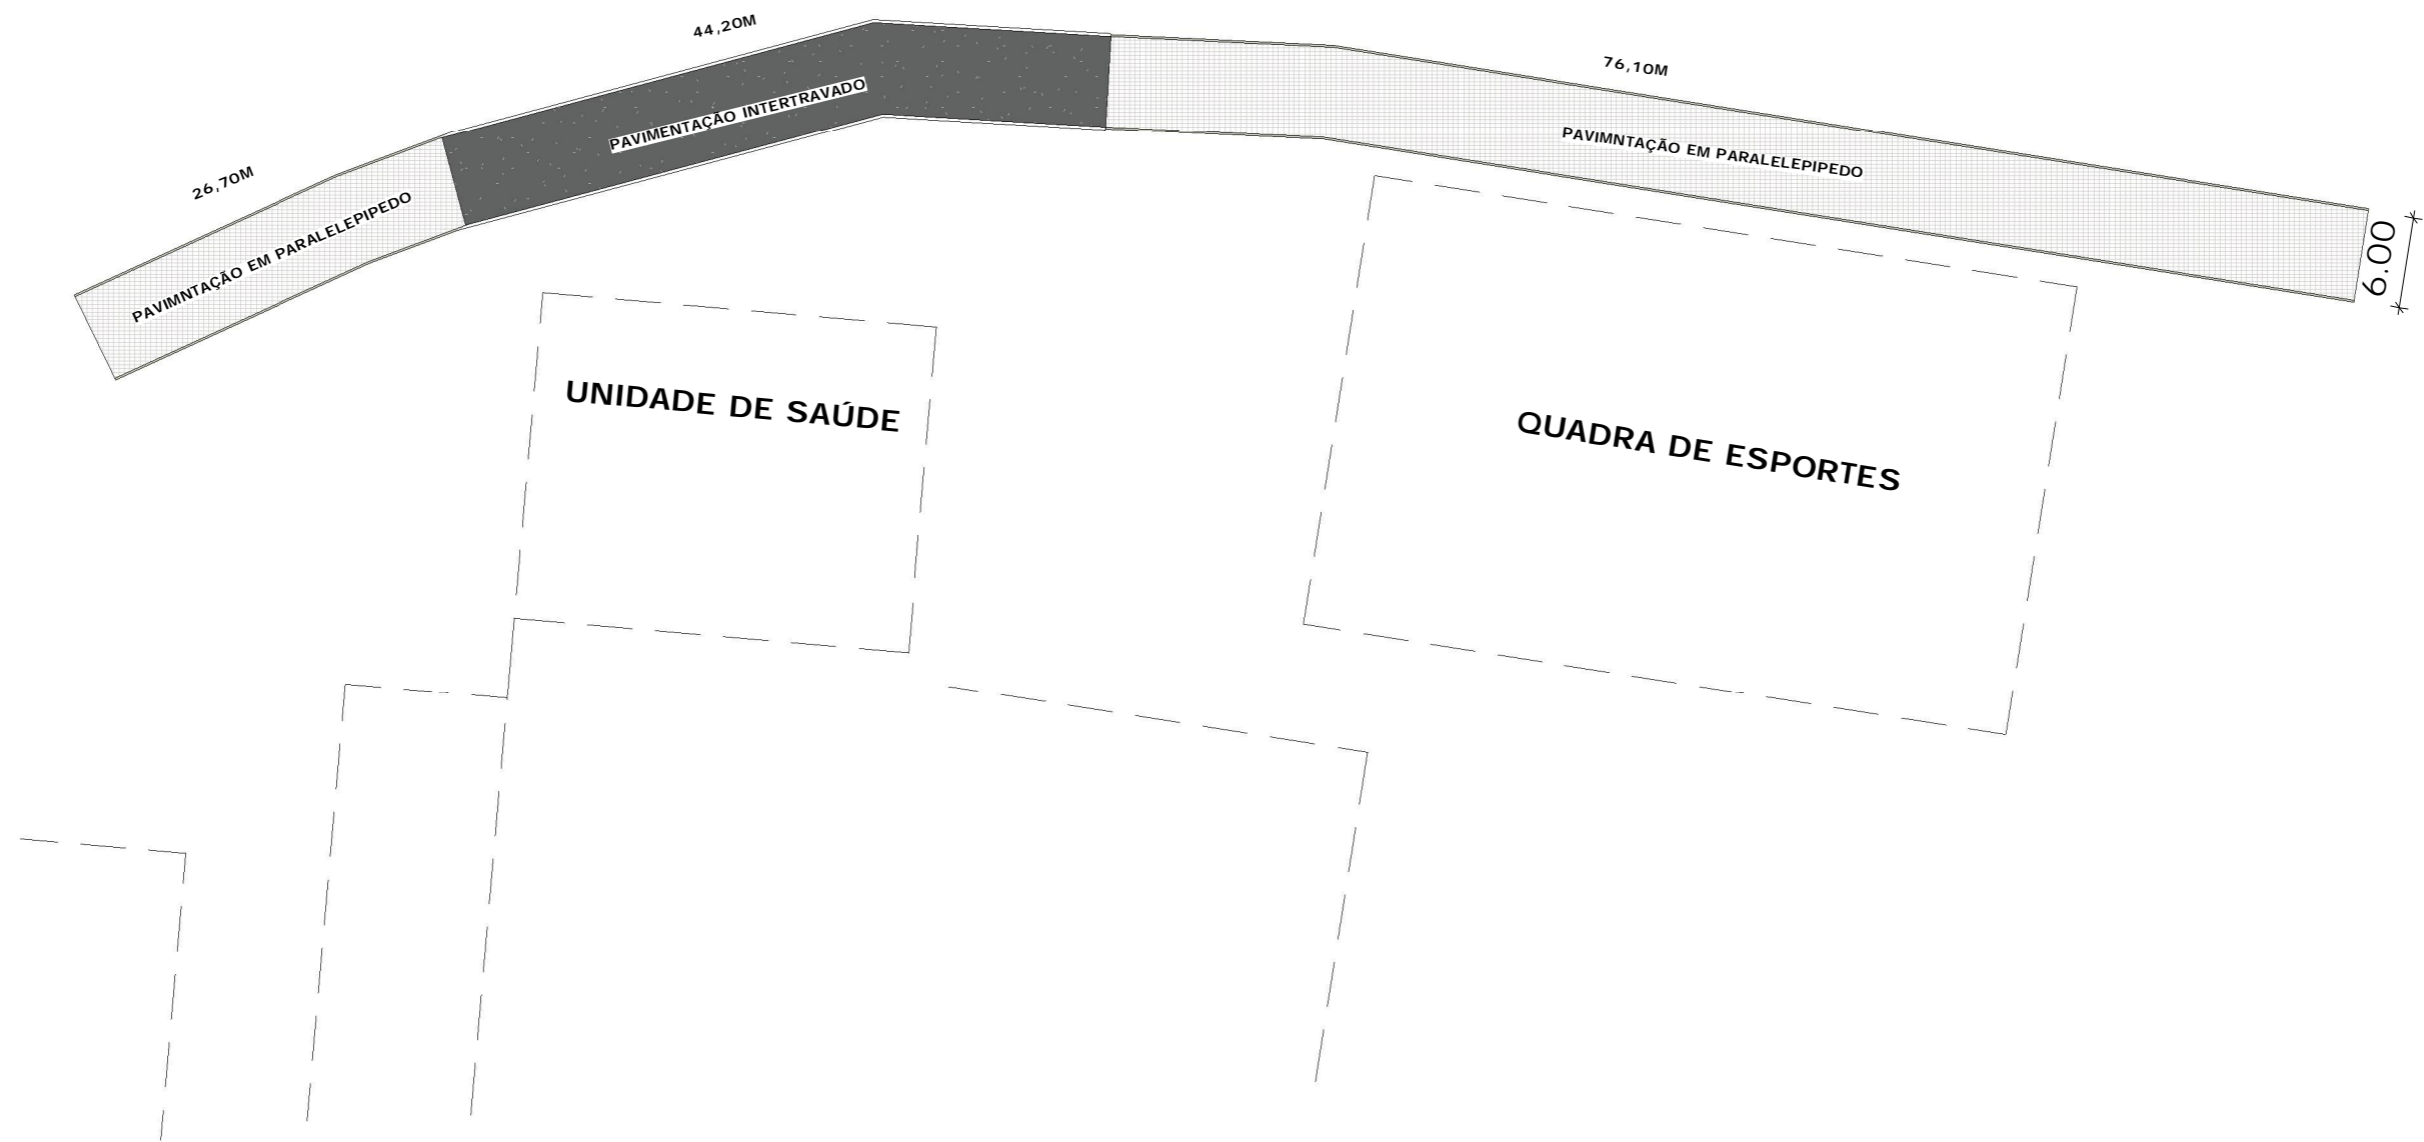 44,20M
76,10M
PAVIMENTAÇÃO INTERTRAVADO
PAVIMNTAÇÃO EM PARALELEPIPEDO
26,70M
PAVIMNTAÇÃO EM PARALELEPIPEDO
6.00
UNIDADE DE SAÚDE
QUADRA DE ESPORTES